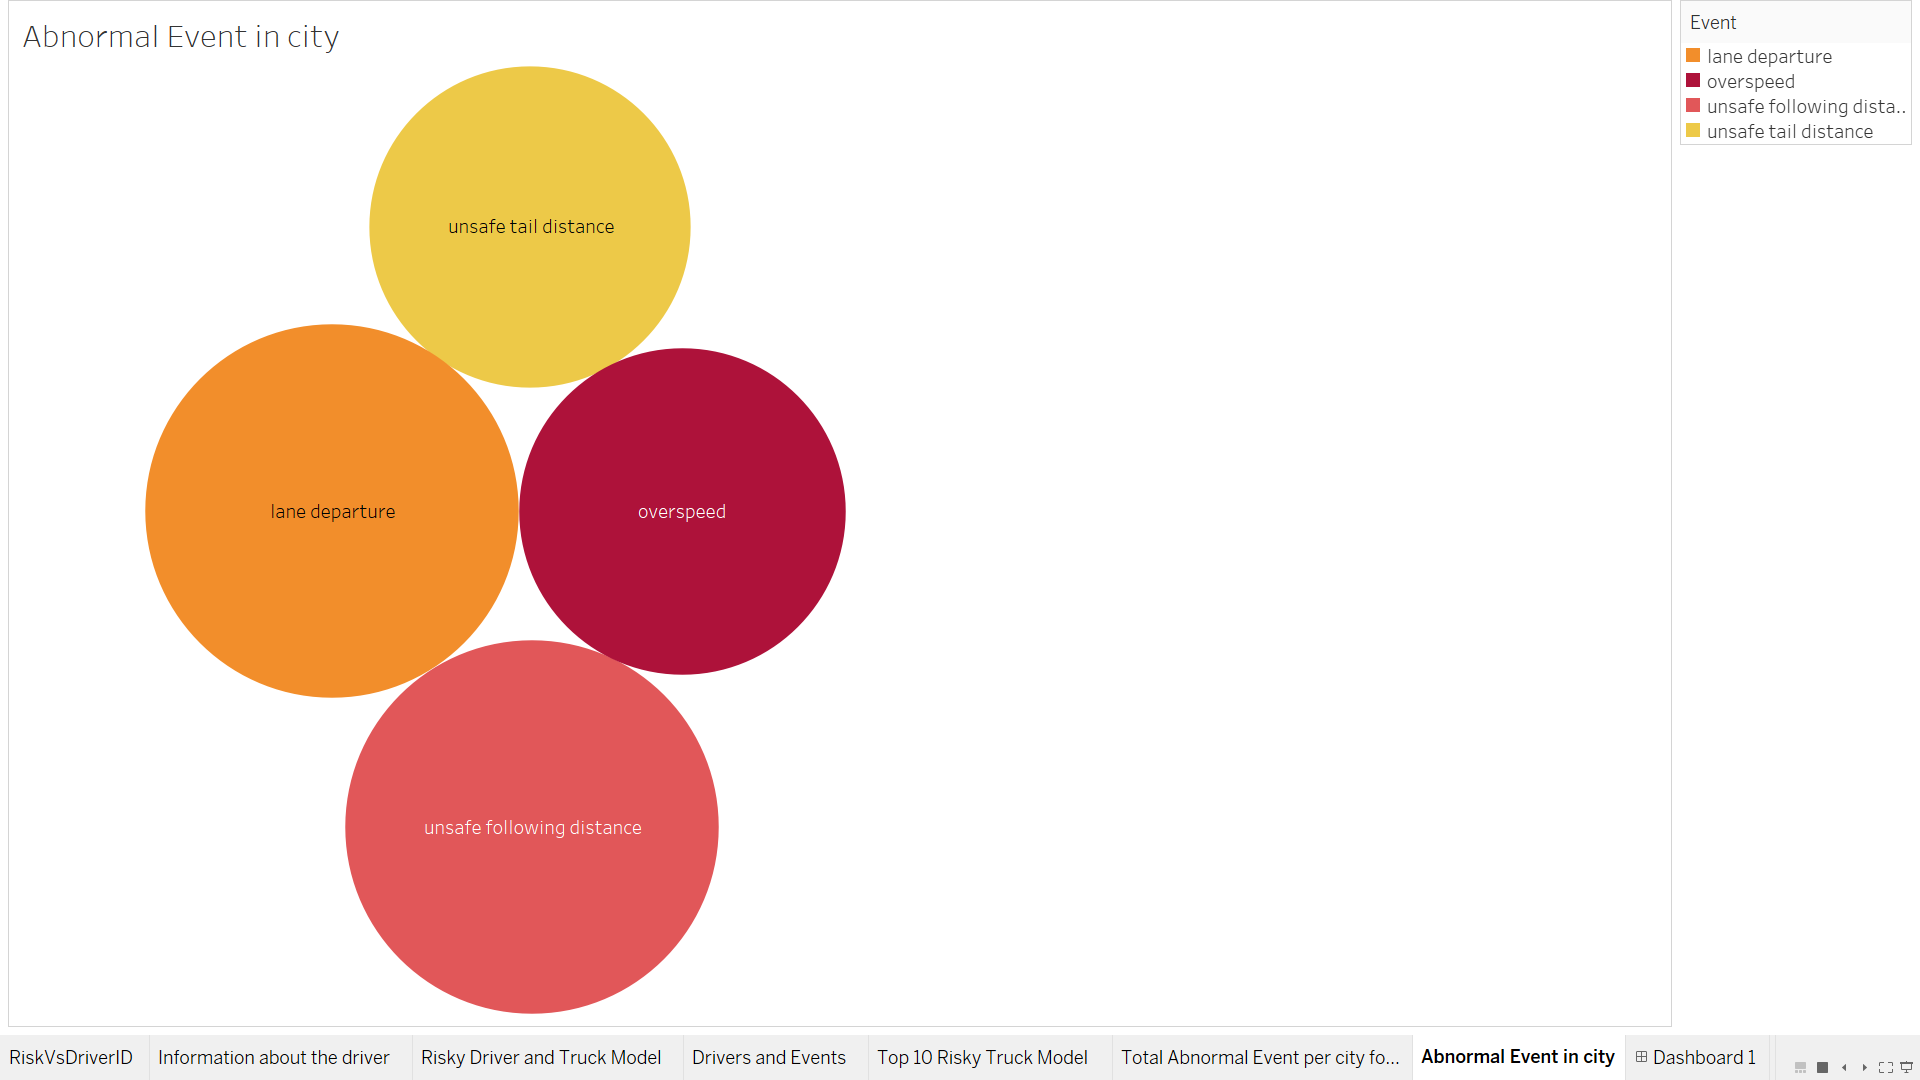 Abnormal Event in city
Event
lane departure
overspeed
unsafe following dista..
unsafe tail distance
unsafe tail distance
lane departure
overspeed
unsafe following distance
RiskVsDriverID
Information about the driver
Risky Driver and Truck Model
Drivers and Events
Top 10 Risky Truck Model
Total Abnormal Event per city fo...
Abnormal Event in city
Dashboard 1